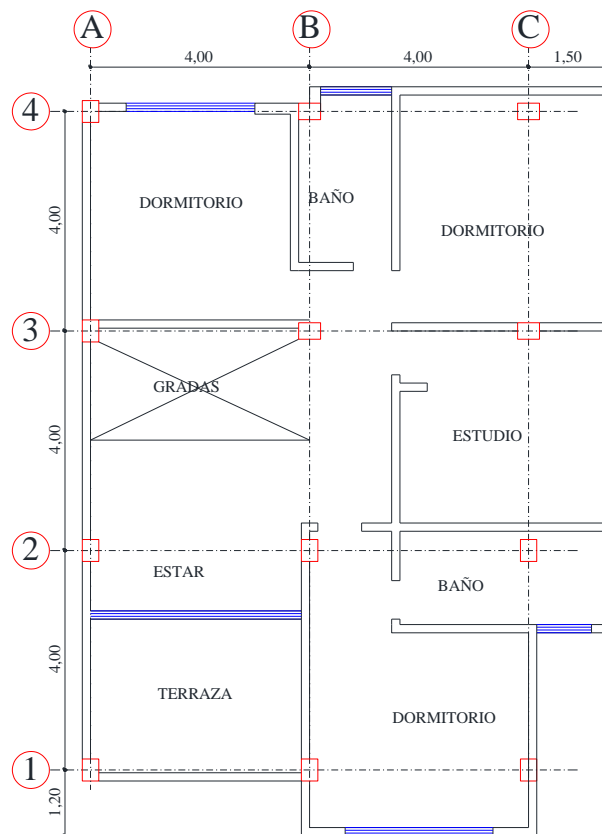 A B C
4,00 4,00 1,50
4
DORMITORIO BAÑO
DORMITORIO
4,00
3
GRADAS
4,00
ESTUDIO
2
ESTAR
BAÑO
4,00
TERRAZA
DORMITORIO
1
1,20